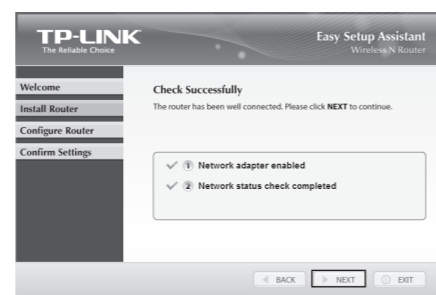 TP-LINK
The Reliable Choice
Easy Setup Assistant
Wireless N Router
Welcome
Install Router
Configure Router
Confirm Settings
Check Successfully
The router has been well connected. Please click NEXT to continue.
1 Network adapter enabled
2 Network status check completed
BACK
NEXT
EXIT